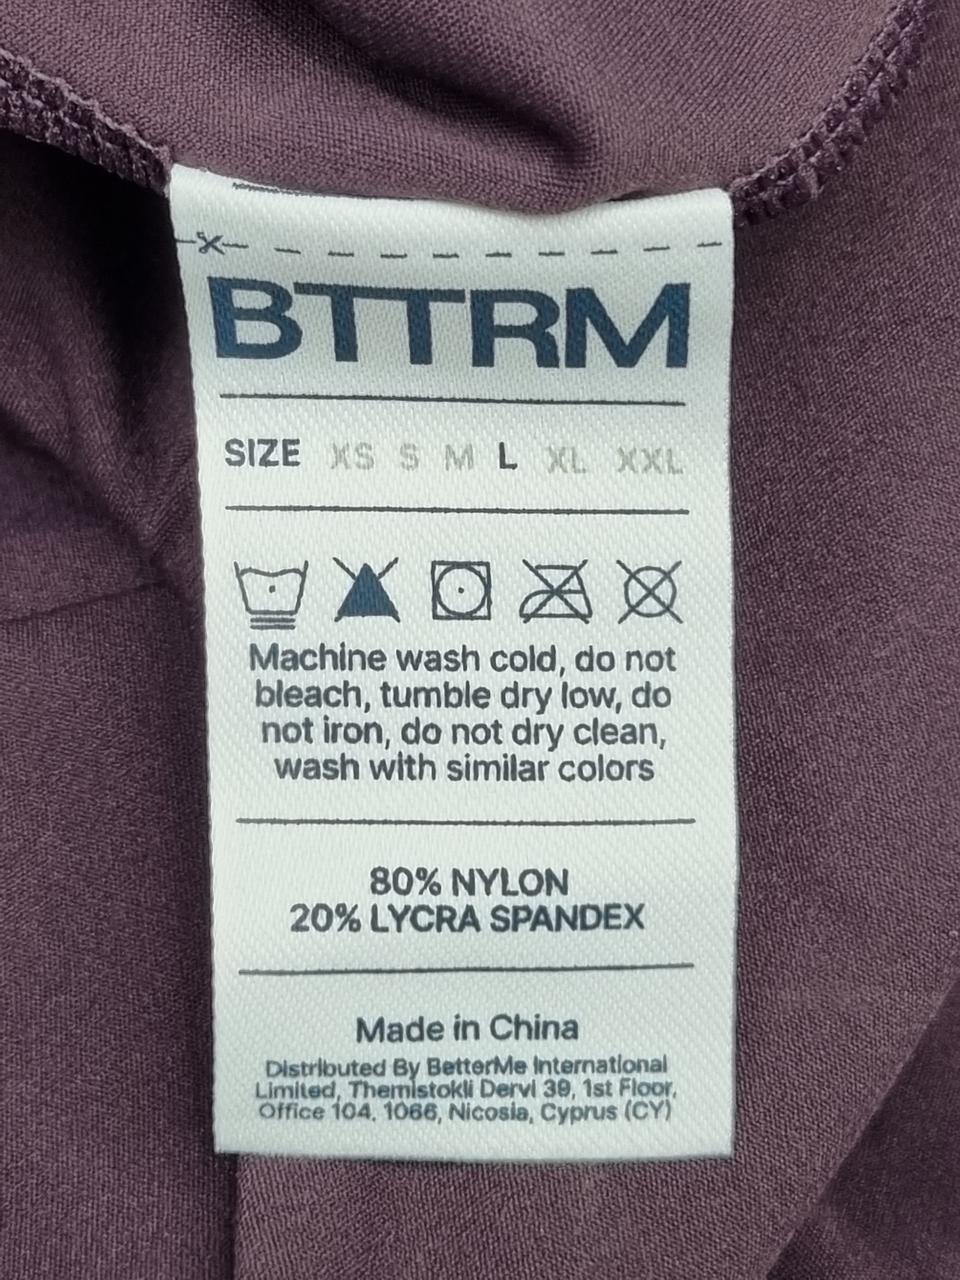 BTTRM
SIZE XS S M L XL XXL
Machine wash cold, do not
bleach, tumble dry low, do
not iron, do not dry clean,
wash with similar colors
80% NYLON
20% LYCRA SPANDEX
Made in China
Distributed By BetterMe International
Limited, Themistokli Dervi 39, 1st Floor,
Office 104, 1066, Nicosia, Cyprus (CY)